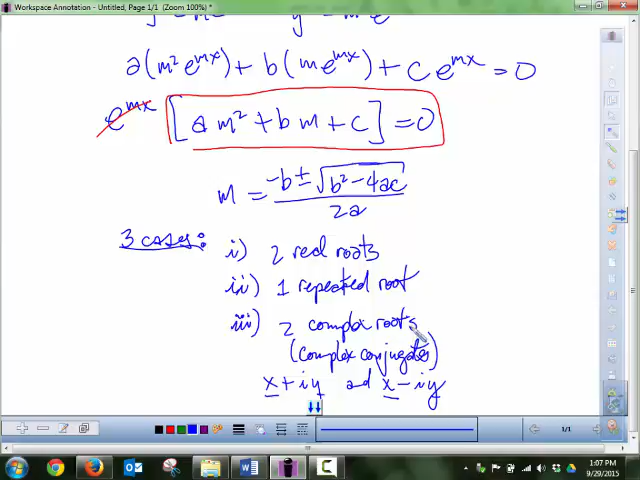 Workspace Annotation - Untitled, Page 1/1 (Zoom 100%) *
a(m²e^{mx}) + b(me^{mx}) + c e^{mx} = 0
e^{mx} [am² + bm + c] = 0
m = \frac{-b ± √(b² - 4ac)}{2a}
3 cases:
i) 2 real roots
ii) 1 repeated root
iii) 2 complex roots
(complex conjugates)
x + iy and x - iy
1/1
1:07 PM
9/29/2015